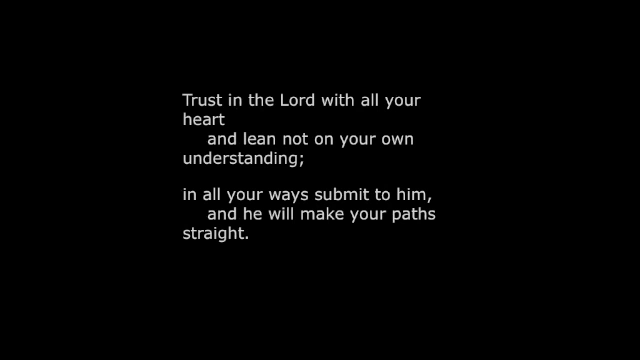 Trust in the Lord with all your
heart
and lean not on your own
understanding;
in all your ways submit to him,
and he will make your paths
straight.